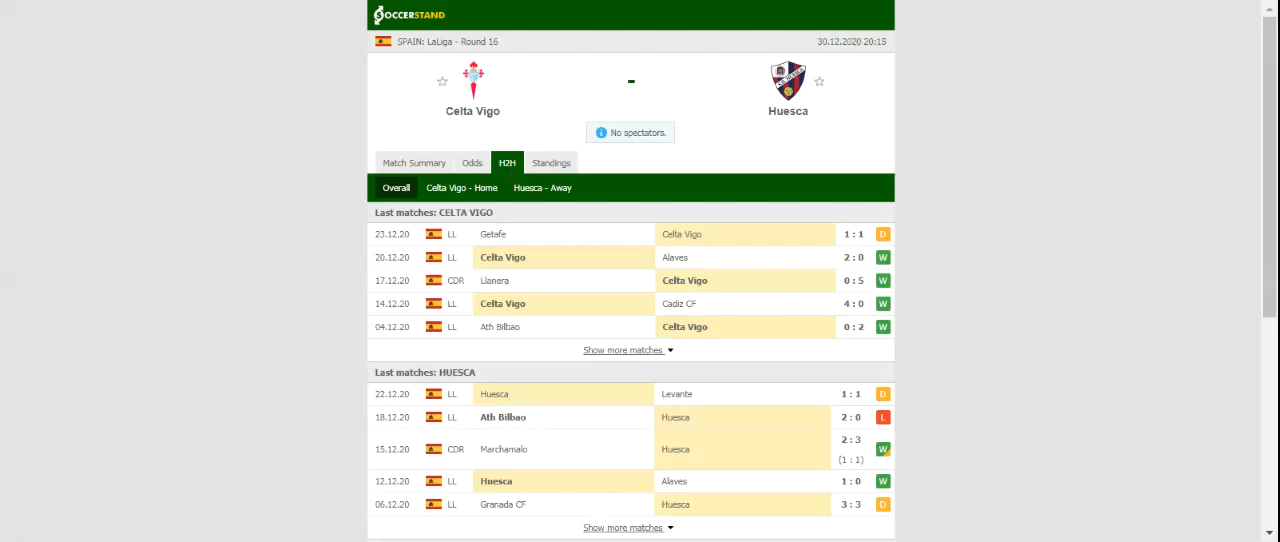 SOCCERSTAND
SPAIN: LaLiga - Round 16 30.12.2020 20:15
-
Celta Vigo Huesca
No spectators.
Match Summary Odds H2H Standings
Overall Celta Vigo - Home Huesca - Away
Last matches: CELTA VIGO
23.12.20 LL Getafe Celta Vigo 1 : 1 D
20.12.20 LL Celta Vigo Alaves 2 : 0 W
17.12.20 CDR Llanera Celta Vigo 0 : 5 W
14.12.20 LL Celta Vigo Cadiz CF 4 : 0 W
04.12.20 LL Ath Bilbao Celta Vigo 0 : 2 W
Show more matches
Last matches: HUESCA
22.12.20 LL Huesca Levante 1 : 1 D
18.12.20 LL Ath Bilbao Huesca 2 : 0 L
15.12.20 CDR Marchamalo Huesca 2 : 3 W
(1 : 1)
12.12.20 LL Huesca Alaves 1 : 0 W
06.12.20 LL Granada CF Huesca 3 : 3 D
Show more matches